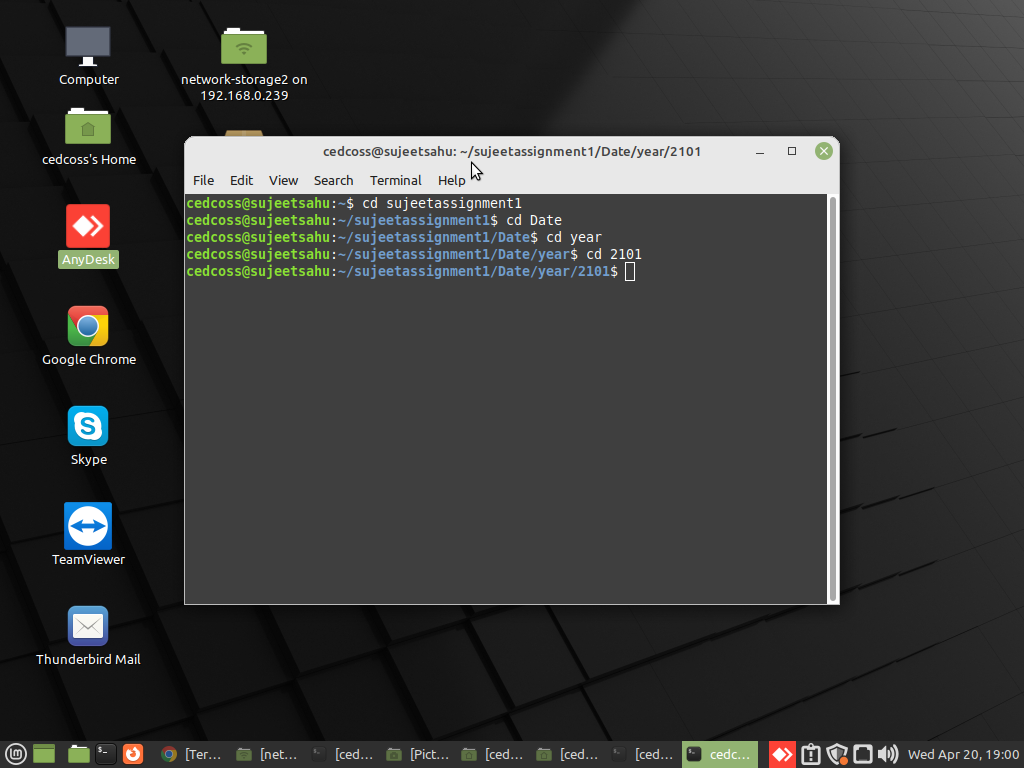 Computer
network-storage2 on
192.168.0.239
cedcoss's Home
AnyDesk
Google Chrome
Skype
TeamViewer
Thunderbird Mail
cedcoss@sujeetsahu: ~/sujeetassignment1/Date/year/2101
File Edit View Search Terminal Help
cedcoss@sujeetsahu:~$ cd sujeetassignment1
cedcoss@sujeetsahu:~/sujeetassignment1$ cd Date
cedcoss@sujeetsahu:~/sujeetassignment1/Date$ cd year
cedcoss@sujeetsahu:~/sujeetassignment1/Date/year$ cd 2101
cedcoss@sujeetsahu:~/sujeetassignment1/Date/year/2101$
[Ter... [net... [ced... [Pict... [ced... [ced... [ced... cedc... Wed Apr 20, 19:00